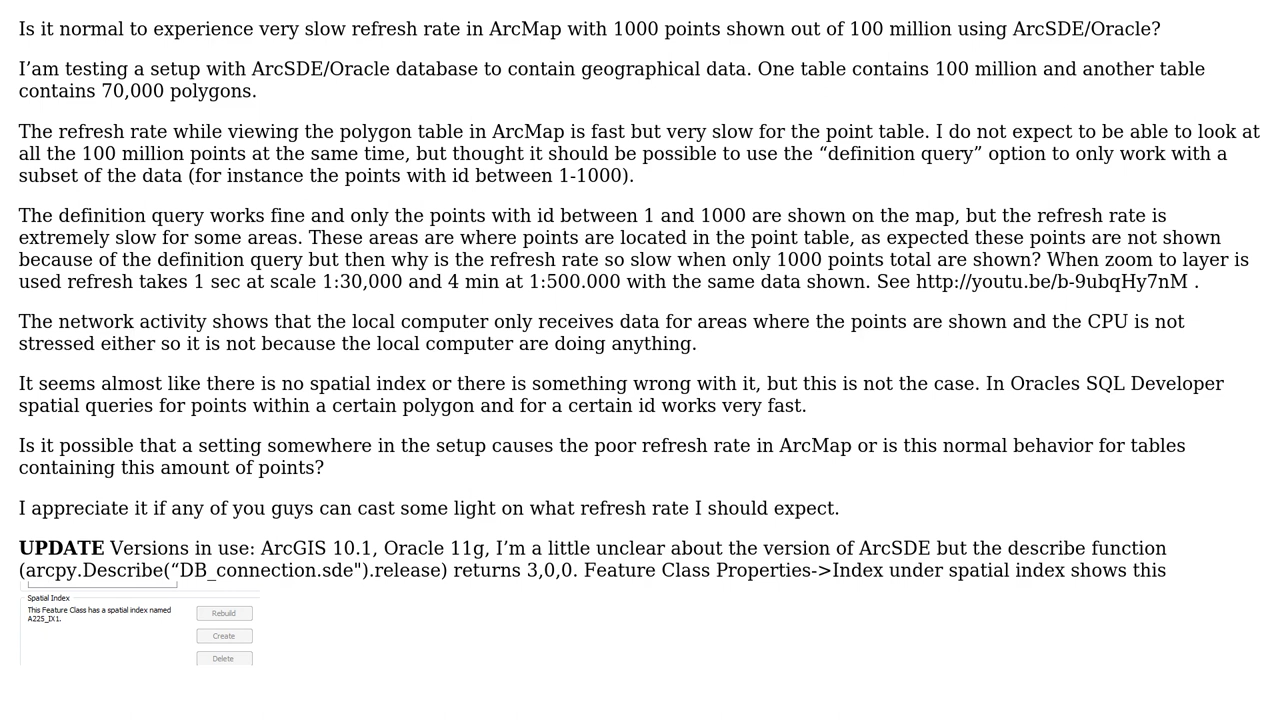 Is it normal to experience very slow refresh rate in ArcMap with 1000 points shown out of 100 million using ArcSDE/Oracle?
I’am testing a setup with ArcSDE/Oracle database to contain geographical data. One table contains 100 million and another table
contains 70,000 polygons.
The refresh rate while viewing the polygon table in ArcMap is fast but very slow for the point table. I do not expect to be able to look at
all the 100 million points at the same time, but thought it should be possible to use the “definition query” option to only work with a
subset of the data (for instance the points with id between 1-1000).
The definition query works fine and only the points with id between 1 and 1000 are shown on the map, but the refresh rate is
extremely slow for some areas. These areas are where points are located in the point table, as expected these points are not shown
because of the definition query but then why is the refresh rate so slow when only 1000 points total are shown? When zoom to layer is
used refresh takes 1 sec at scale 1:30,000 and 4 min at 1:500.000 with the same data shown. See http://youtu.be/b-9ubqHy7nM .
The network activity shows that the local computer only receives data for areas where the points are shown and the CPU is not
stressed either so it is not because the local computer are doing anything.
It seems almost like there is no spatial index or there is something wrong with it, but this is not the case. In Oracles SQL Developer
spatial queries for points within a certain polygon and for a certain id works very fast.
Is it possible that a setting somewhere in the setup causes the poor refresh rate in ArcMap or is this normal behavior for tables
containing this amount of points?
I appreciate it if any of you guys can cast some light on what refresh rate I should expect.
UPDATE Versions in use: ArcGIS 10.1, Oracle 11g, I’m a little unclear about the version of ArcSDE but the describe function
(arcpy.Describe(“DB_connection.sde").release) returns 3,0,0. Feature Class Properties->Index under spatial index shows this
Spatial Index
This Feature Class has a spatial index named
A225_IX1.
Rebuild
Create
Delete